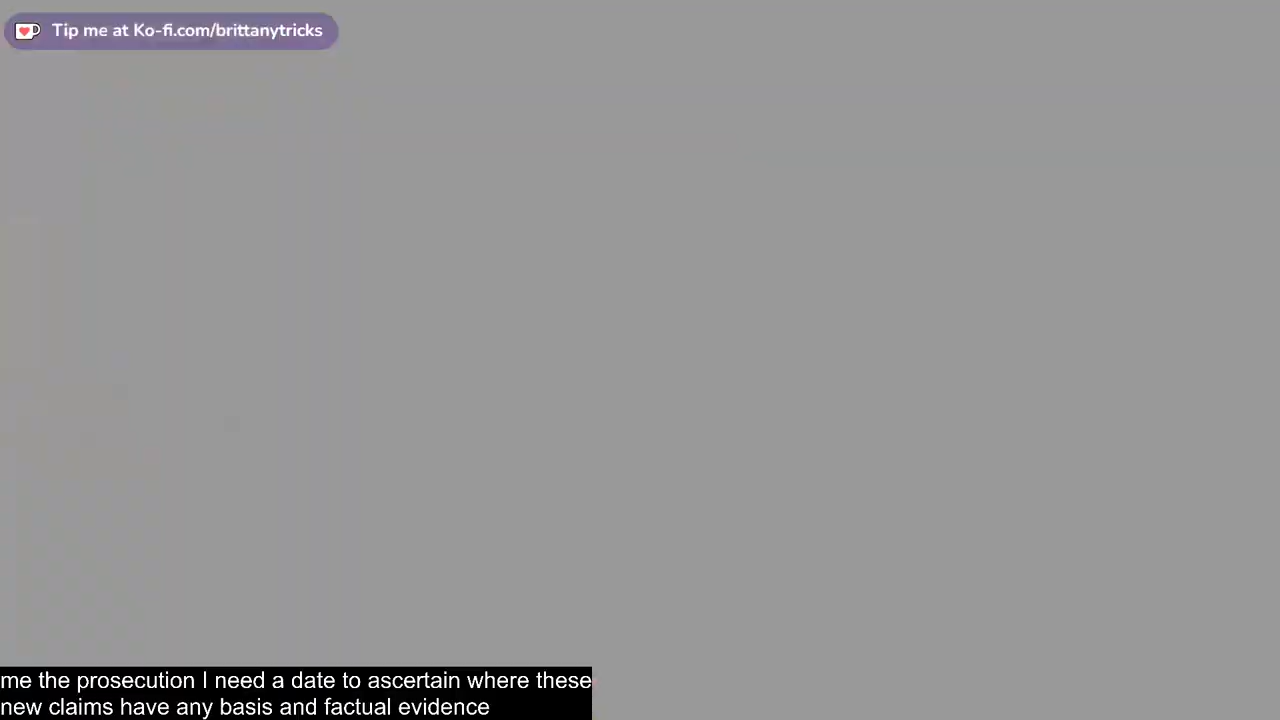 Tip me at Ko-fi.com/brittanytricks
me the prosecution I need a date to ascertain where these
new claims have any basis and factual evidence